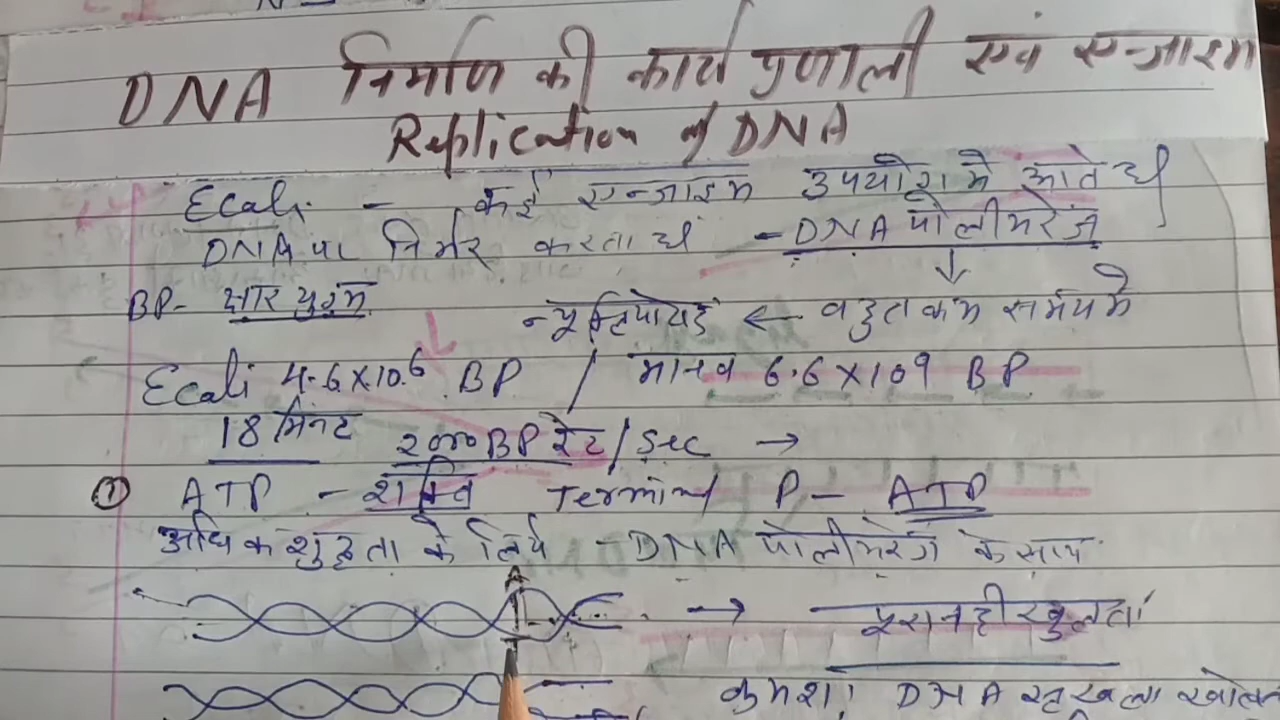 DNA निर्माण की कार्य प्रणाली एवं एन्जाइम
Replication of DNA
Ecoli - कई एन्जाइम उपयोग मे आते है
DNA पर निर्भर करता है - DNA पोलीमरेज
↓
BP- क्षार युग्म ← बहुत कम समय मे
Ecoli 4.6×10.6 BP / मानव 6.6×109 BP
18 मिनट 2000 BP रेट/Sec →
① ATP - शक्ति Terminal P - ATP
अधिक शुद्धता के लिये - DNA पोलीमरेज के साथ
A
→ पूरा नही खुलता
क्रमशः DNA खोल